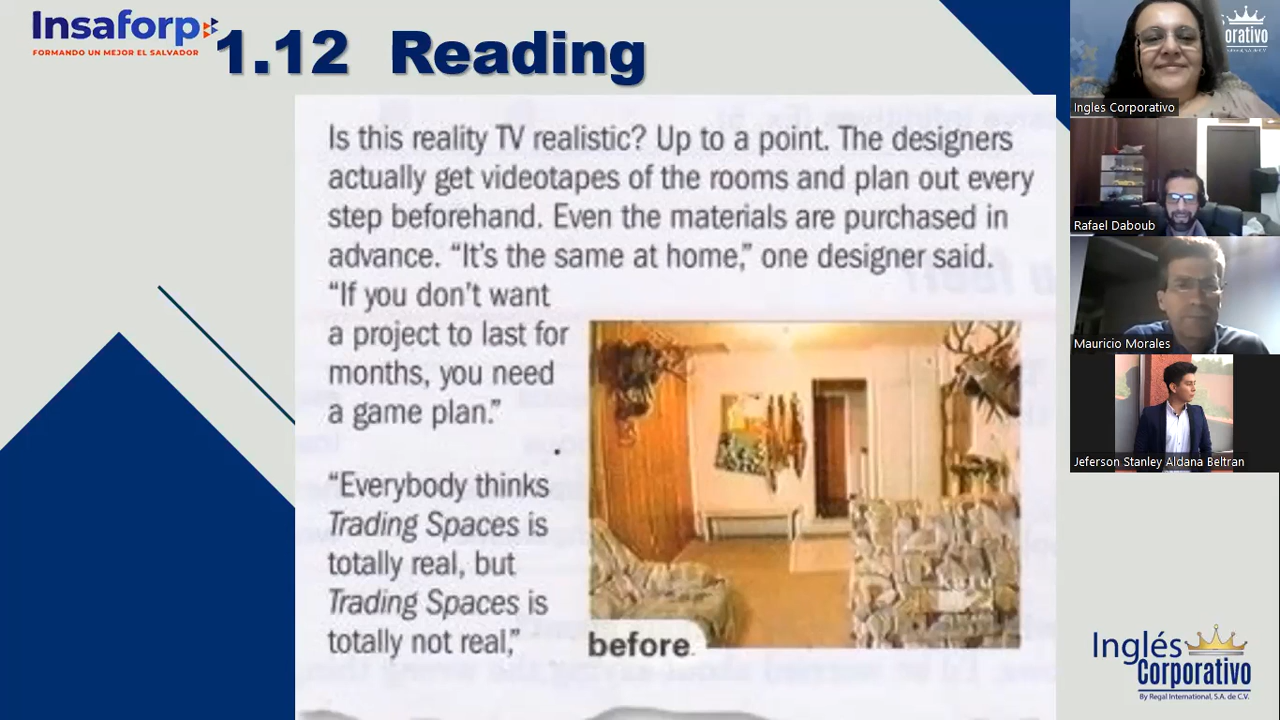 Insaforp
FORMANDO UN MEJOR EL SALVADOR
1.12 Reading
Is this reality TV realistic? Up to a point. The designers
actually get videotapes of the rooms and plan out every
step beforehand. Even the materials are purchased in
advance. “It’s the same at home,” one designer said.
“If you don’t want
a project to last for
months, you need
a game plan.”
“Everybody thinks
Trading Spaces is
totally real, but
Trading Spaces is
totally not real,”
before
orativo
Ingles Corporativo
Rafael Daboub
Mauricio Morales
Jeferson Stanley Aldana Beltran
Inglés
Corporativo
By Regal International, S.A. de C.V.